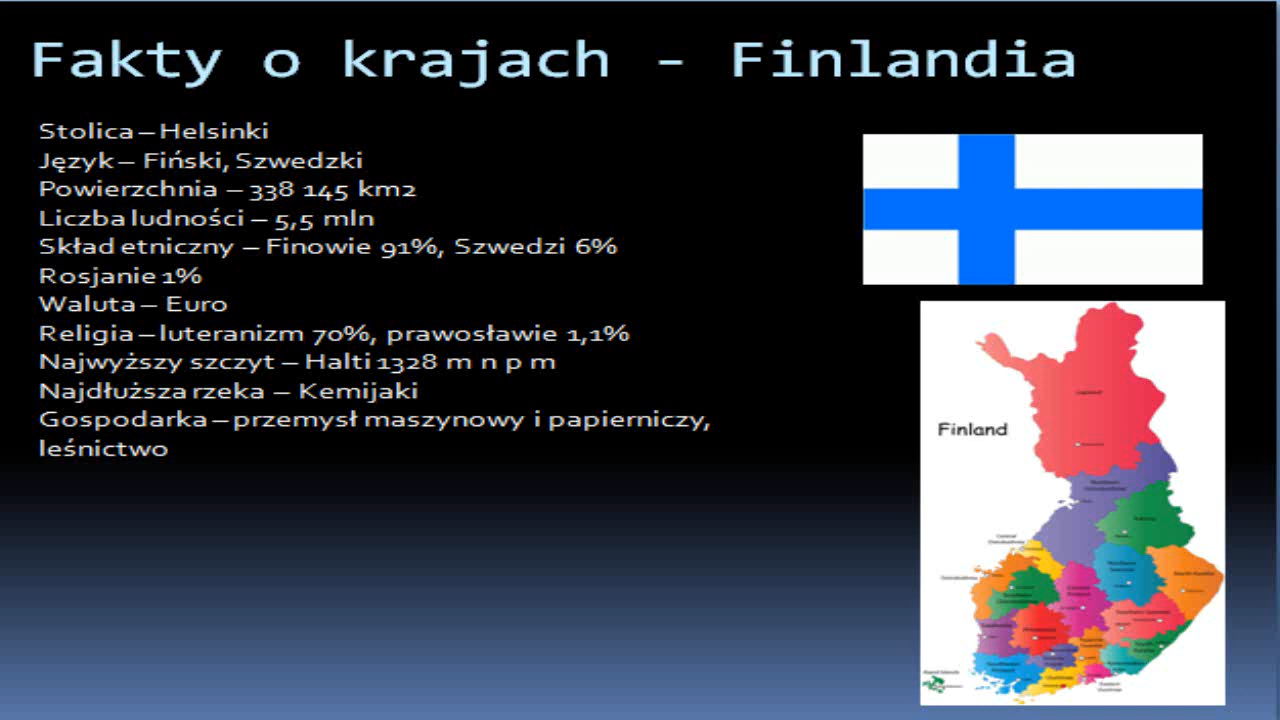 Fakty o krajach - Finlandia
Stolica – Helsinki
Język – Fiński, Szwedzki
Powierzchnia – 338 145 km2
Liczba ludności – 5,5 mln
Skład etniczny – Finowie 91%, Szwedzi 6%
Rosjanie 1%
Waluta – Euro
Religia – luteranizm 70%, prawosławie 1,1%
Najwyższy szczyt – Halti 1328 m n p m
Najdłuższa rzeka – Kemijaki
Gospodarka – przemysł maszynowy i papierniczy,
leśnictwo
Finland